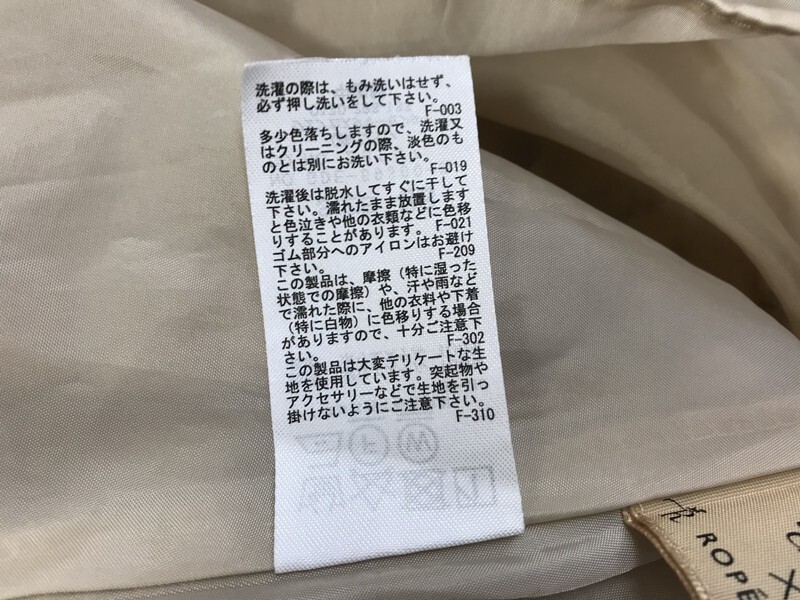 洗濯の際は、もみ洗いはせず、
必ず押し洗いをして下さい。
F-003
多少色落ちしますので、洗濯又
はクリーニングの際、淡色のも
のとは別にお洗い下さい。
F-019
洗濯後は脱水してすぐに干して
下さい。濡れたまま放置します
と色泣きや他の衣類などに色移
りすることがあります。 F-021
ゴム部分へのアイロンはお避け
下さい。 F-209
この製品は、摩擦（特に湿った
状態での摩擦）や、汗や雨など
で濡れた際に、他の衣料や下着
（特に白物）に色移りする場合
がありますので、十分ご注意下
さい。 F-302
この製品は大変デリケートな生
地を使用しています。突起物や
アクセサリーなどで生地を引っ
掛けないようにご注意下さい。
F-310
ROPÉ